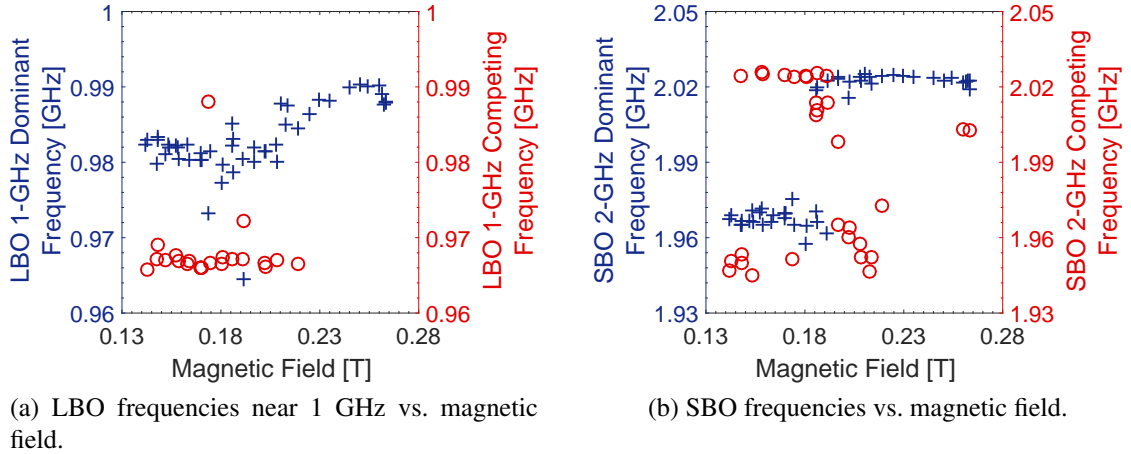 1
0.99
0.98
0.97
0.96
LBO 1-GHz Dominant
Frequency [GHz]
1
0.99
0.98
0.97
0.96
LBO 1-GHz Competing
Frequency [GHz]
0.13
0.18
0.23
0.28
Magnetic Field [T]
(a) LBO frequencies near 1 GHz vs. magnetic
field.
2.05
2.02
1.99
1.96
1.93
SBO 2-GHz Dominant
Frequency [GHz]
2.05
2.02
1.99
1.96
1.93
SBO 2-GHz Competing
Frequency [GHz]
0.13
0.18
0.23
0.28
Magnetic Field [T]
(b) SBO frequencies vs. magnetic field.